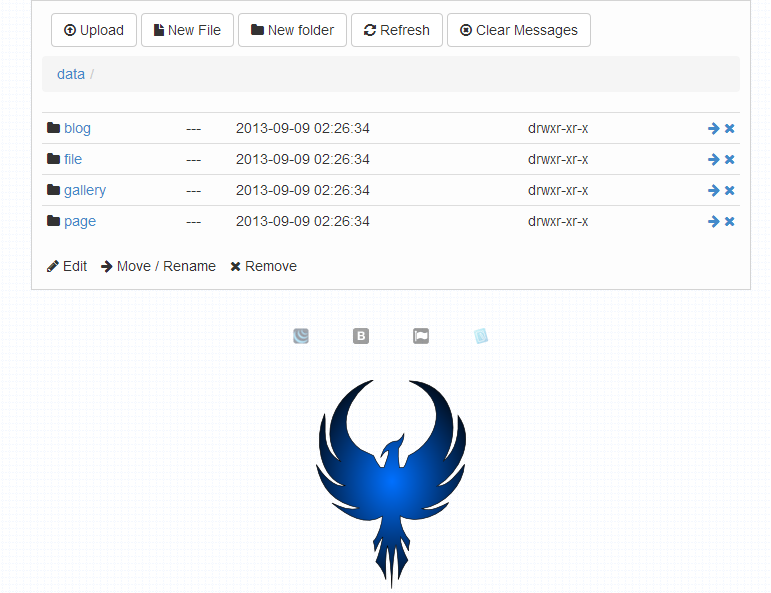 Upload New File New folder Refresh Clear Messages
data /
blog --- 2013-09-09 02:26:34 drwxr-xr-x
file --- 2013-09-09 02:26:34 drwxr-xr-x
gallery --- 2013-09-09 02:26:34 drwxr-xr-x
page --- 2013-09-09 02:26:34 drwxr-xr-x
Edit Move / Rename Remove
B